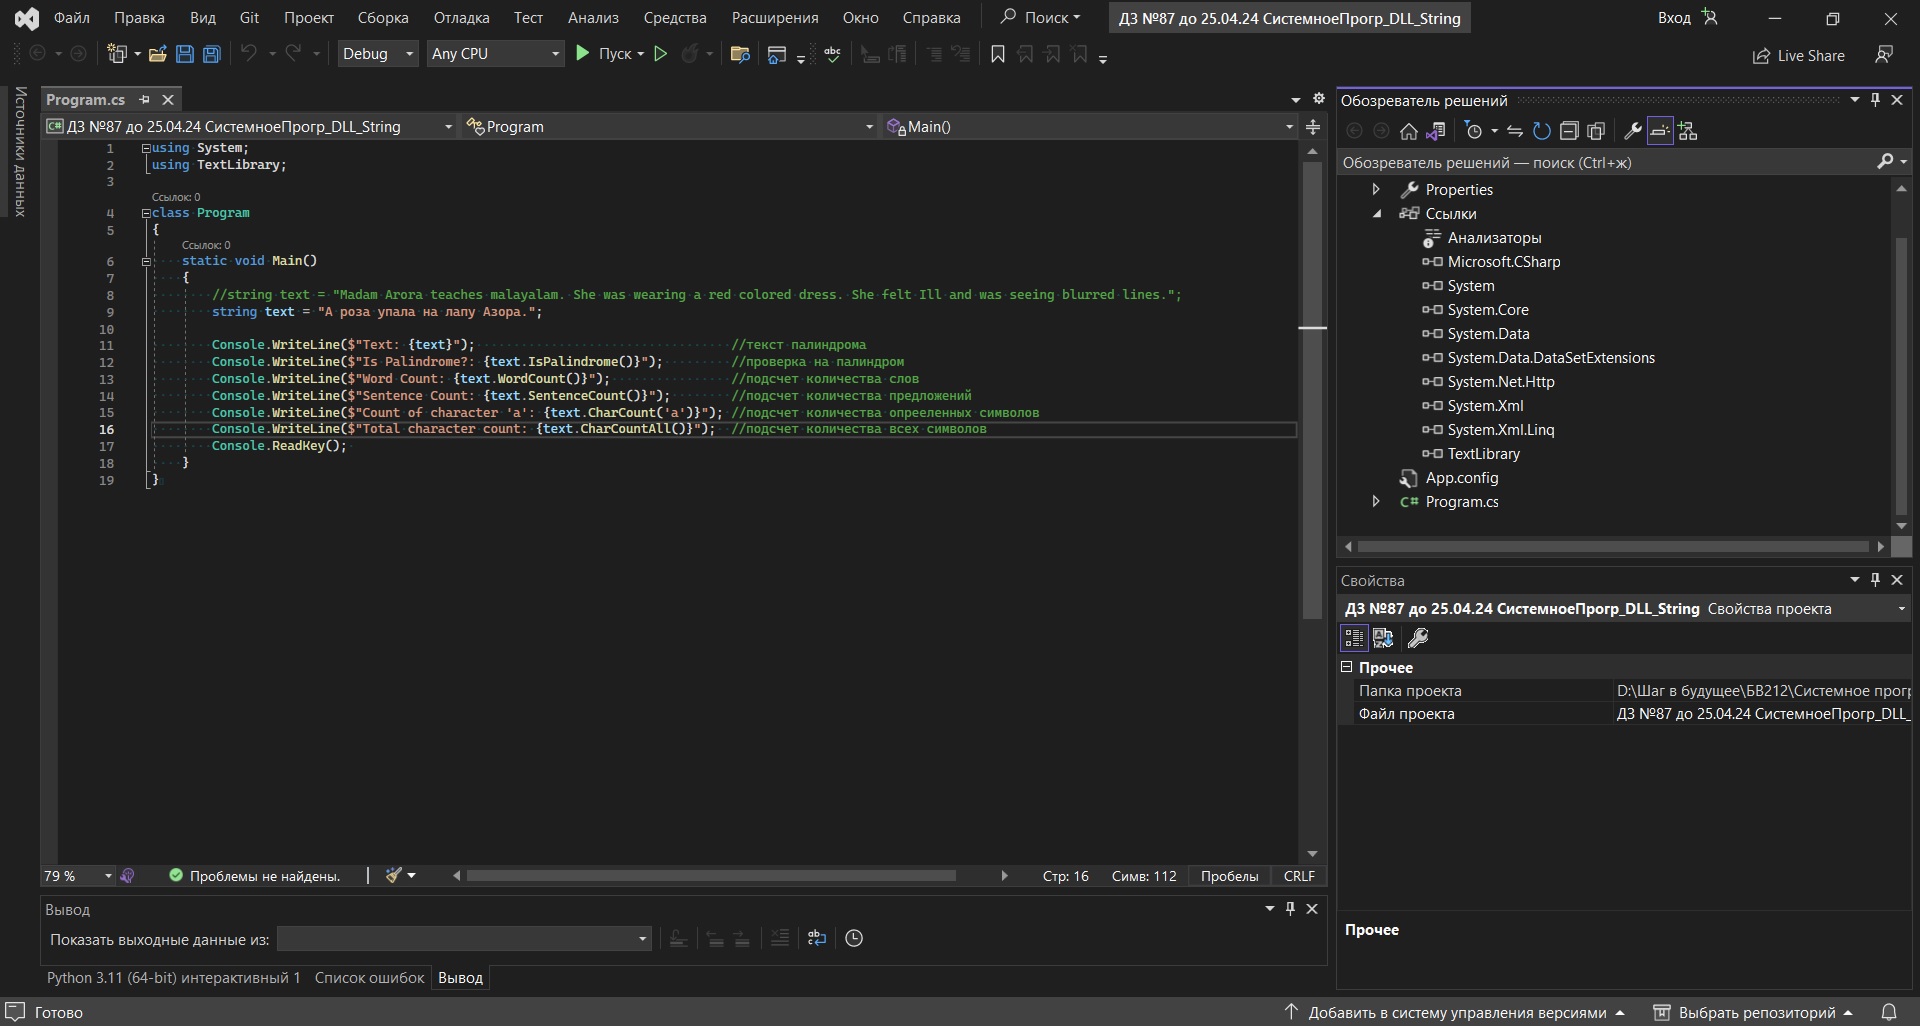 Файл Правка Вид Git Проект Сборка Отладка Тест Анализ Средства Расширения Окно Справка Поиск ДЗ №87 до 25.04.24 СистемноеПрогр_DLL_String Вход
Debug Any CPU Пуск Live Share
Источники данных
Program.cs
ДЗ №87 до 25.04.24 СистемноеПрогр_DLL_String Program Main()
1 using System;
2 using TextLibrary;
3
Ссылок: 0
4 class Program
5 {
Ссылок: 0
6 static void Main()
7 {
8 //string text = "Madam Arora teaches malayalam. She was wearing a red colored dress. She felt Ill and was seeing blurred lines.";
9 string text = "А роза упала на лапу Азора.";
10
11 Console.WriteLine($"Text: {text}"); //текст палиндрома
12 Console.WriteLine($"Is Palindrome?: {text.IsPalindrome()}"); //проверка на палиндром
13 Console.WriteLine($"Word Count: {text.WordCount()}"); //подсчет количества слов
14 Console.WriteLine($"Sentence Count: {text.SentenceCount()}"); //подсчет количества предложений
15 Console.WriteLine($"Count of character 'a': {text.CharCount('a')}"); //подсчет количества опрееленных символов
16 Console.WriteLine($"Total character count: {text.CharCountAll()}"); //подсчет количества всех символов
17 Console.ReadKey();
18 }
19 }
79 % Проблемы не найдены. Стр: 16 Симв: 112 Пробелы CRLF
Вывод
Показать выходные данные из:
Python 3.11 (64-bit) интерактивный 1 Список ошибок Вывод
Обозреватель решений
Обозреватель решений — поиск (Ctrl+ж)
Properties
Ссылки
Анализаторы
Microsoft.CSharp
System
System.Core
System.Data
System.Data.DataSetExtensions
System.Net.Http
System.Xml
System.Xml.Linq
TextLibrary
App.config
C# Program.cs
Свойства
ДЗ №87 до 25.04.24 СистемноеПрогр_DLL_String Свойства проекта
Прочее
Папка проекта D:\Шаг в будущее\БВ212\Системное прогр
Файл проекта ДЗ №87 до 25.04.24 СистемноеПрогр_DLL_
Прочее
Готово Добавить в систему управления версиями Выбрать репозиторий